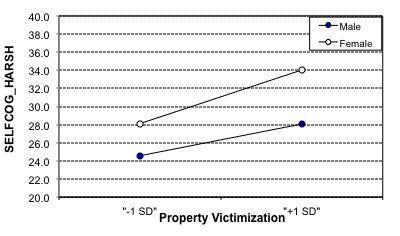 SELFCOG_HARSH
40.0
38.0
36.0
34.0
32.0
30.0
28.0
26.0
24.0
22.0
20.0
Male
Female
"-1 SD" "+1 SD"
Property Victimization